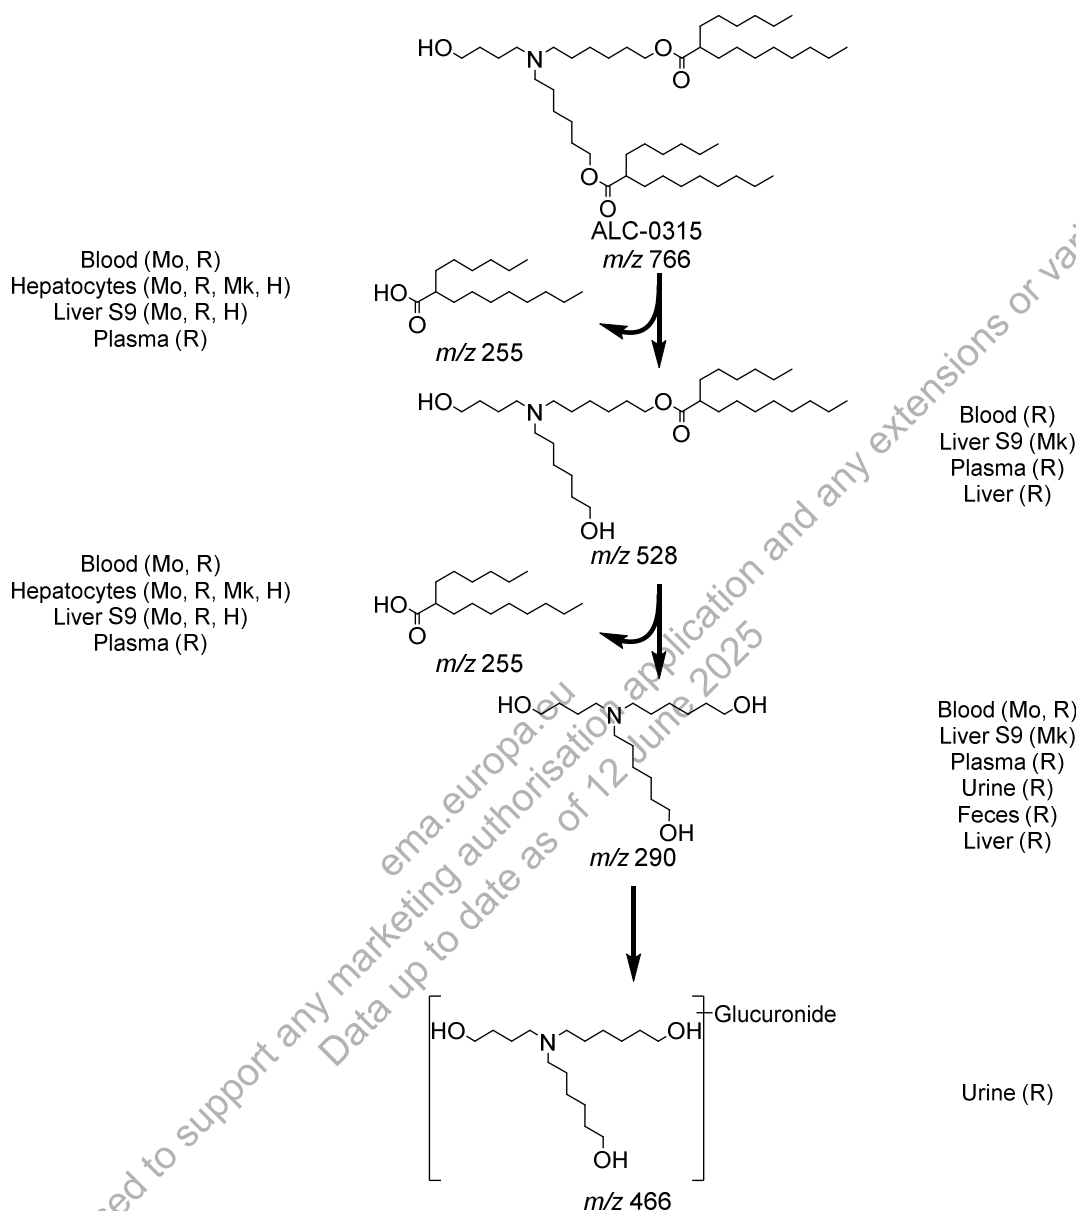 HO
N
O
O
O
O
ALC-0315
m/z 766
Blood (Mo, R)
Hepatocytes (Mo, R, Mk, H)
Liver S9 (Mo, R, H)
Plasma (R)
HO
O
m/z 255
HO
N
O
O
OH
m/z 528
Blood (R)
Liver S9 (Mk)
Plasma (R)
Liver (R)
Blood (Mo, R)
Hepatocytes (Mo, R, Mk, H)
Liver S9 (Mo, R, H)
Plasma (R)
HO
O
m/z 255
HO
N
OH
OH
m/z 290
Blood (Mo, R)
Liver S9 (Mk)
Plasma (R)
Urine (R)
Feces (R)
Liver (R)
HO
N
OH
OH
Glucuronide
m/z 466
Urine (R)
ema.europa.eu
to support any marketing authorisation application and any extensions or
Data up to date as of 12 June 2025